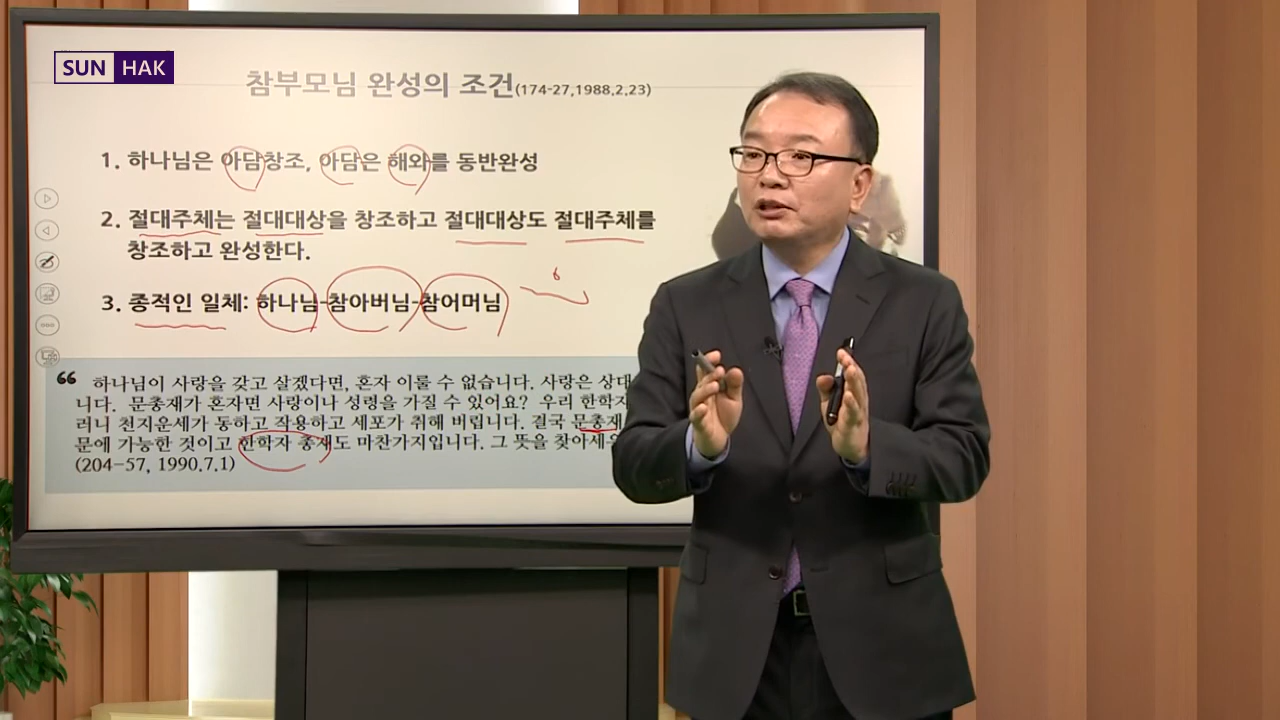 SUN HAK
참부모님 완성의 조건(174-27,1988.2.23)
1. 하나님은 아담창조, 아담은 해와를 동반완성
2. 절대주체는 절대대상을 창조하고 절대대상도 절대주체를
창조하고 완성한다.
3. 종적인 일체: 하나님-참아버님-참어머님
6
“ 하나님이 사랑을 갖고 살겠다면, 혼자 이룰 수 없습니다. 사랑은 상대
니다. 문총재가 혼자면 사랑이나 성령을 가질 수 있어요? 우리 한학자
러니 천지운세가 동하고 작용하고 세포가 취해 버립니다. 결국 문총재
문에 가능한 것이고 한학자 총재도 마찬가지입니다. 그 뜻을 찾아세우
(204-57, 1990.7.1)